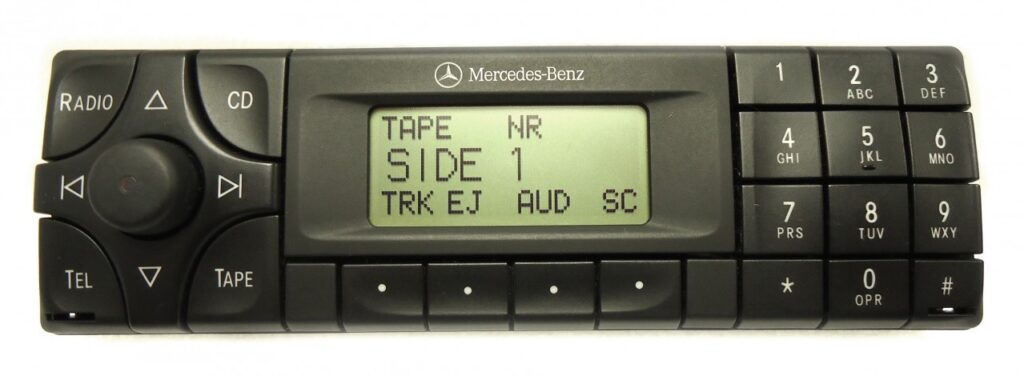 Mercedes-Benz
RADIO
CD
TEL
TAPE
TAPE NR
SIDE 1
TRK EJ AUD SC
1
2
ABC
3
DEF
4
GHI
5
JKL
6
MNO
7
PRS
8
TUV
9
WXY
*
0
OPR
#